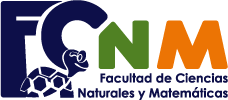 FCNM
Facultad de Ciencias
Naturales y Matemáticas